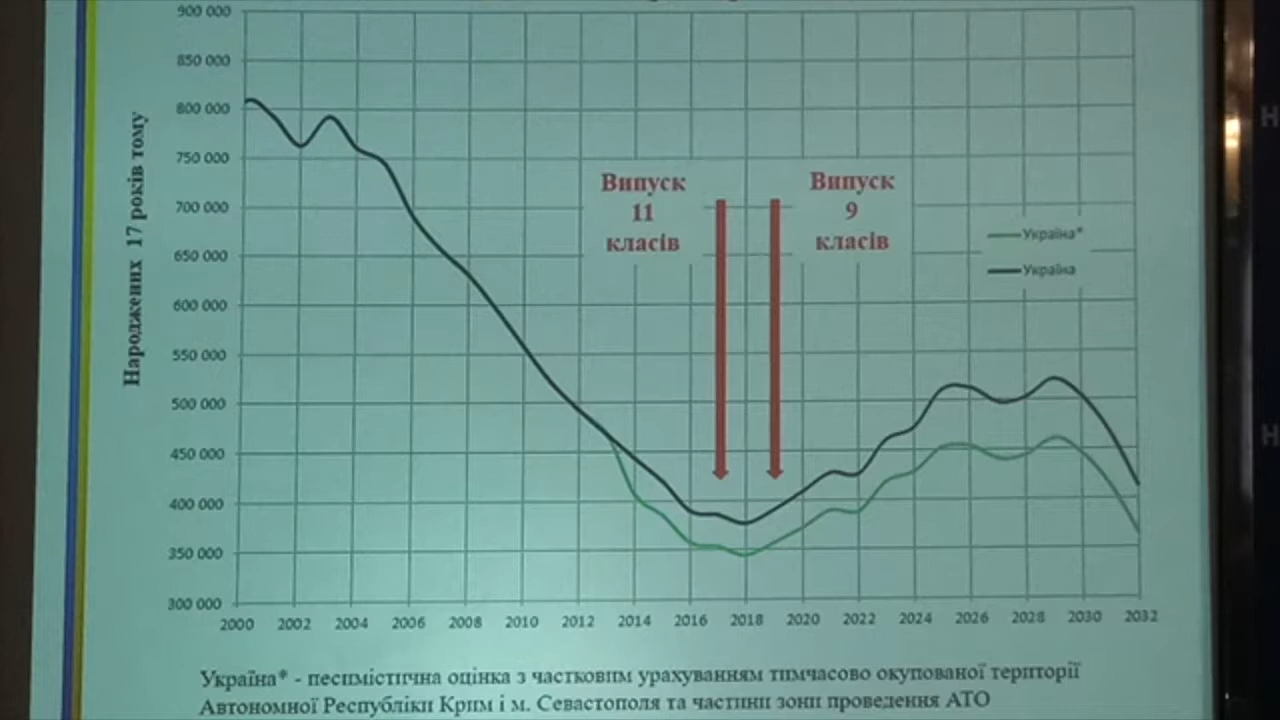 900 000
850 000
800 000
750 000
700 000
650 000
600 000
550 000
500 000
450 000
400 000
350 000
300 000
Народжених 17 років тому
Випуск
11
класів
Випуск
9
класів
Україна*
Україна
2000 2002 2004 2006 2008 2010 2012 2014 2016 2018 2020 2022 2024 2026 2028 2030 2032
Україна* - песимістична оцінка з частковим урахуванням тимчасово окупованої території
Автономної Республіки Крим і м. Севастополя та частини зони проведення АТО
Н
Н